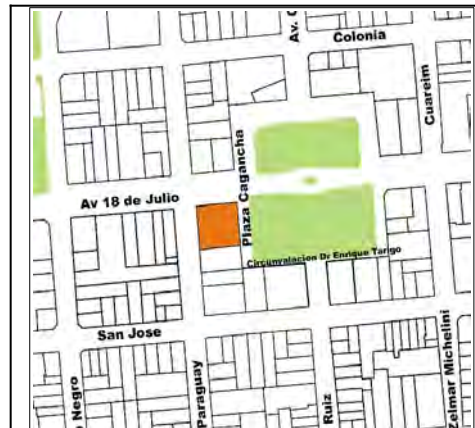 Av. C
Colonia
Cuareim
Plaza Cagancha
Av 18 de Julio
Circunvalacion Dr Enrique Tarigo
San Jose
Negro
Paraguay
Ruiz
Zelmar Michelini